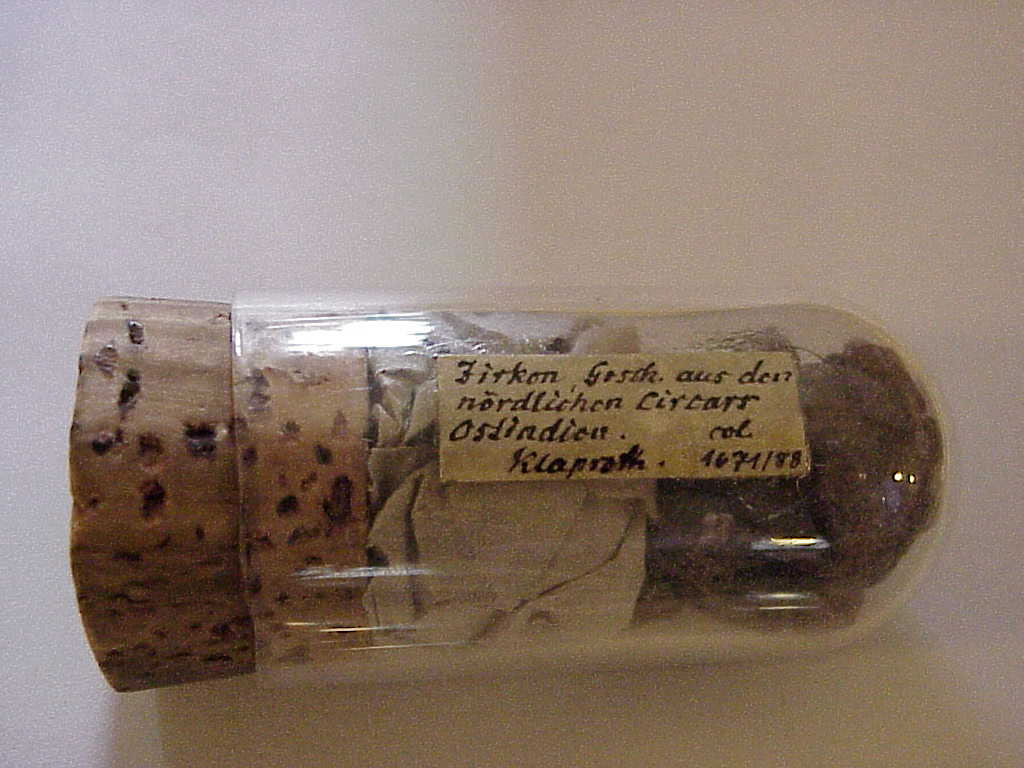 Zirkon, Gesch. aus den
nördlichen Circars
Ostindien. col.
Klaproth. 1671/88